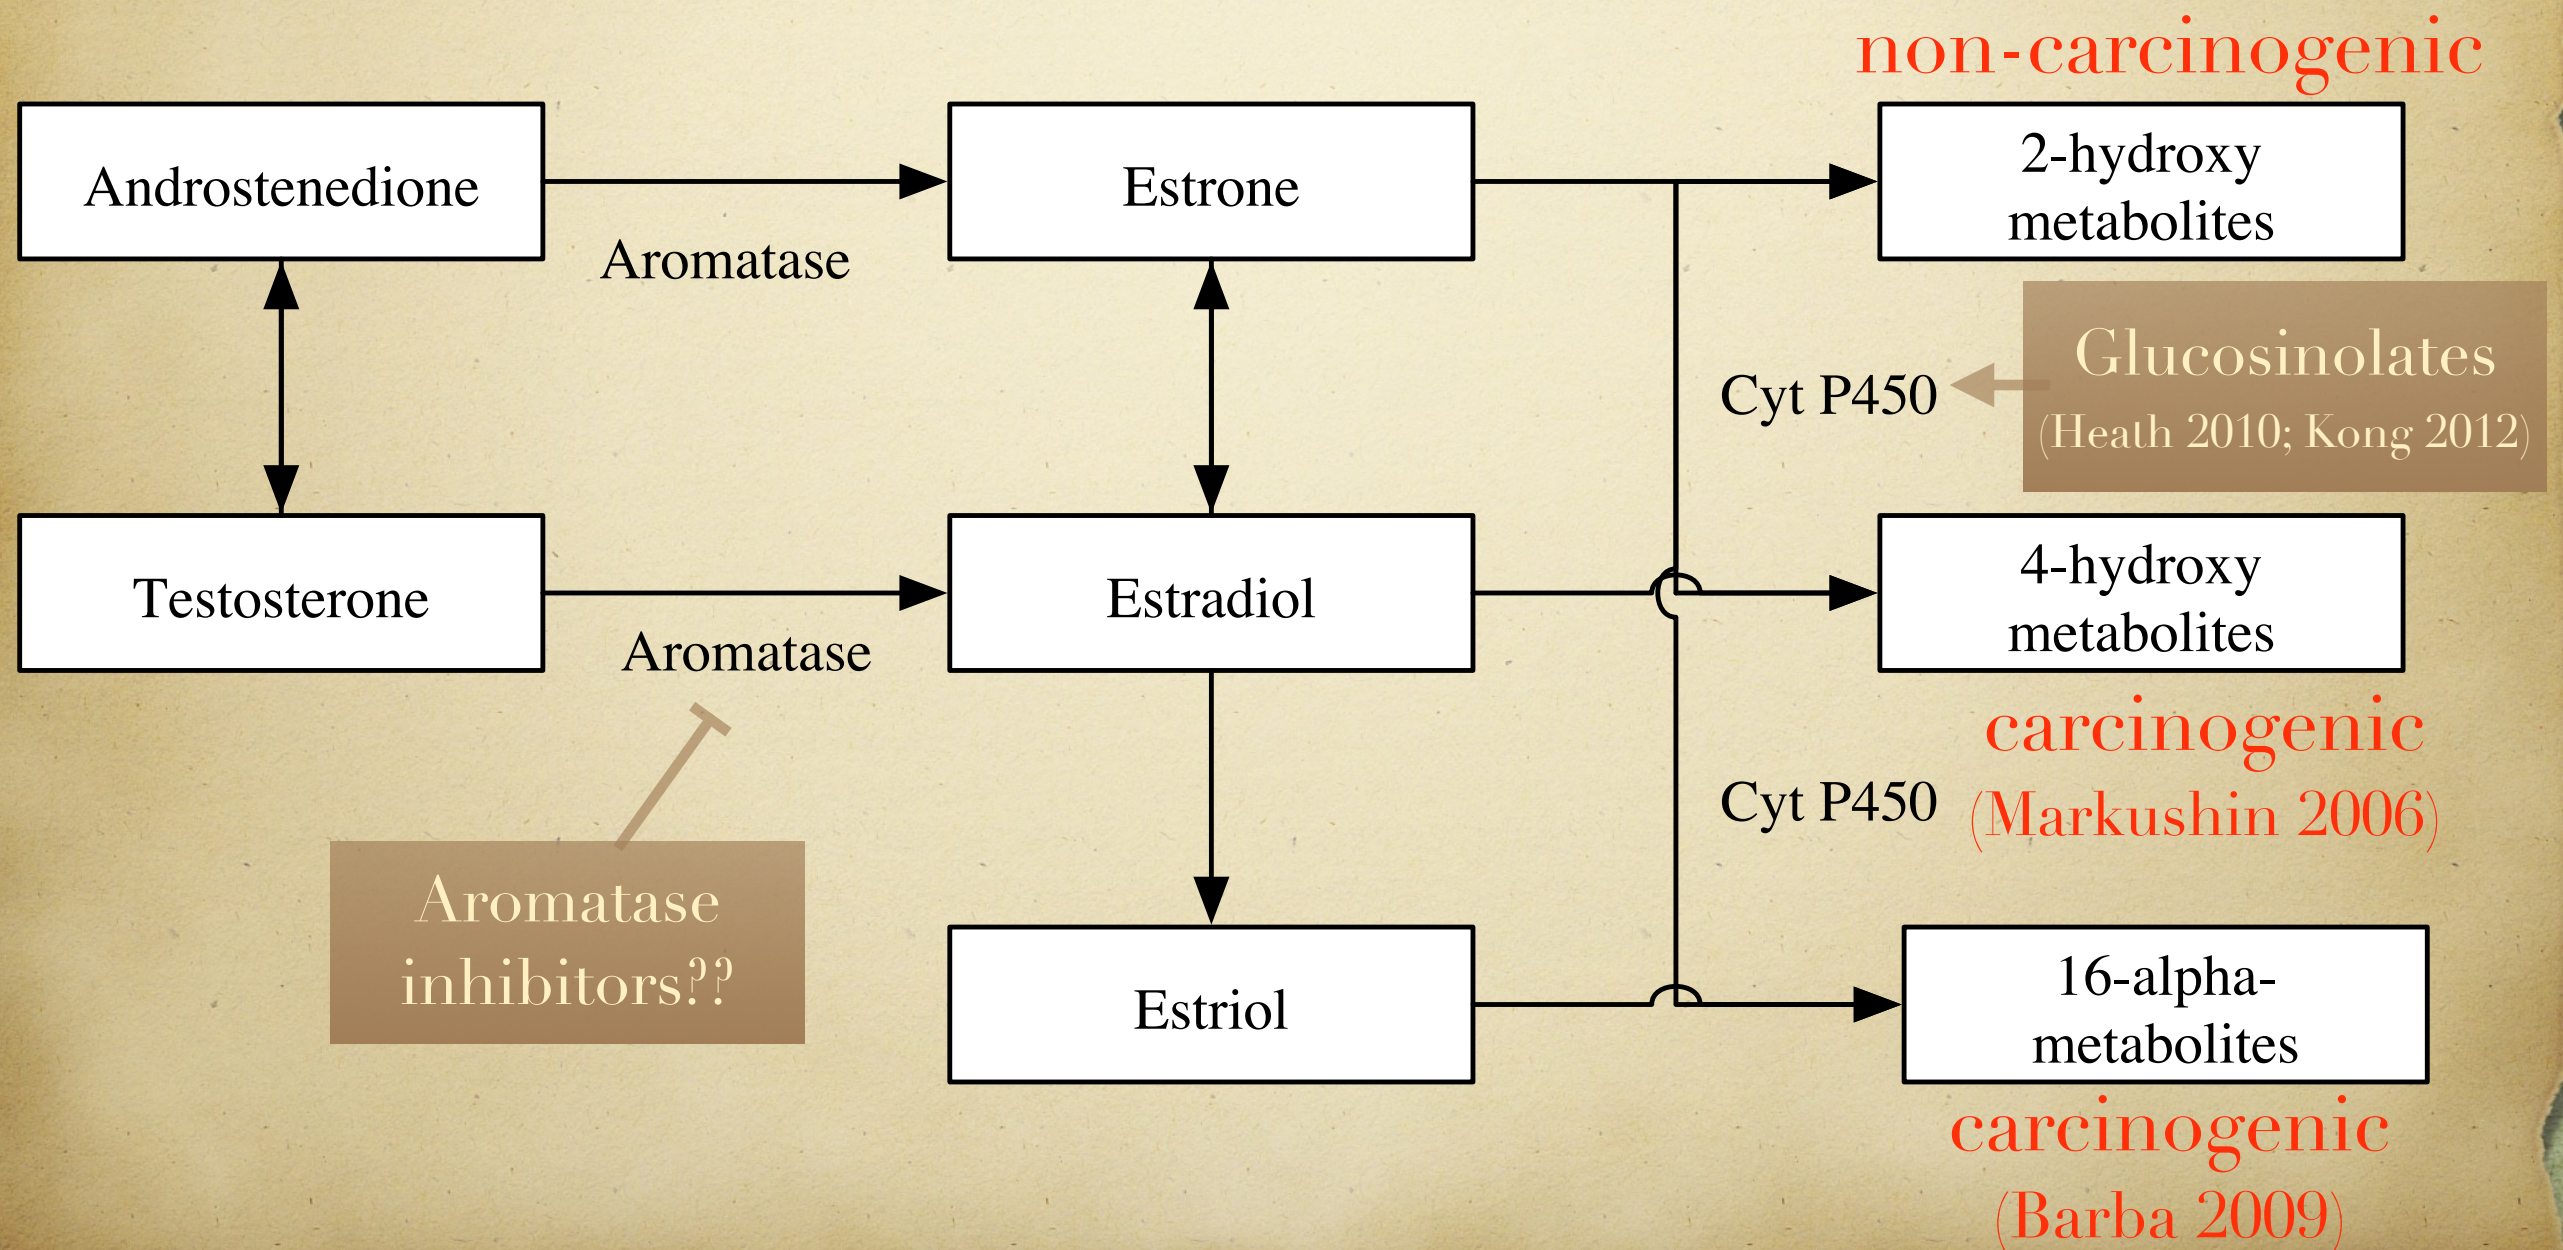 non-carcinogenic
Androstenedione
Estrone
2-hydroxy
metabolites
Aromatase
Glucosinolates
Cyt P450
(Heath 2010; Kong 2012)
Testosterone
Estradiol
4-hydroxy
metabolites
Aromatase
carcinogenic
Cyt P450
(Markushin 2006)
Aromatase
inhibitors??
Estriol
16-alpha-
metabolites
carcinogenic
(Barba 2009)